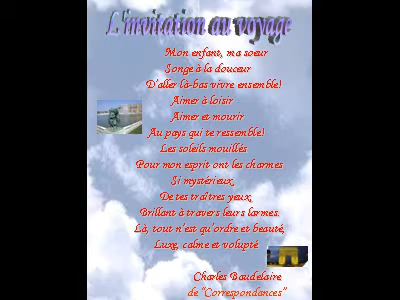 L'invitation au voyage
Mon enfant, ma soeur
Songe à la douceur
D'aller là-bas vivre ensemble!
Aimer à loisir
Aimer et mourir
Au pays qui te ressemble!
Les soleils mouillés
Pour mon esprit ont les charmes
Si mystérieux,
De tes traîtres yeux,
Brillant à travers leurs larmes.
Là, tout n'est qu'ordre et beauté,
Luxe, calme et volupté
Charles Baudelaire
de "Correspondances"